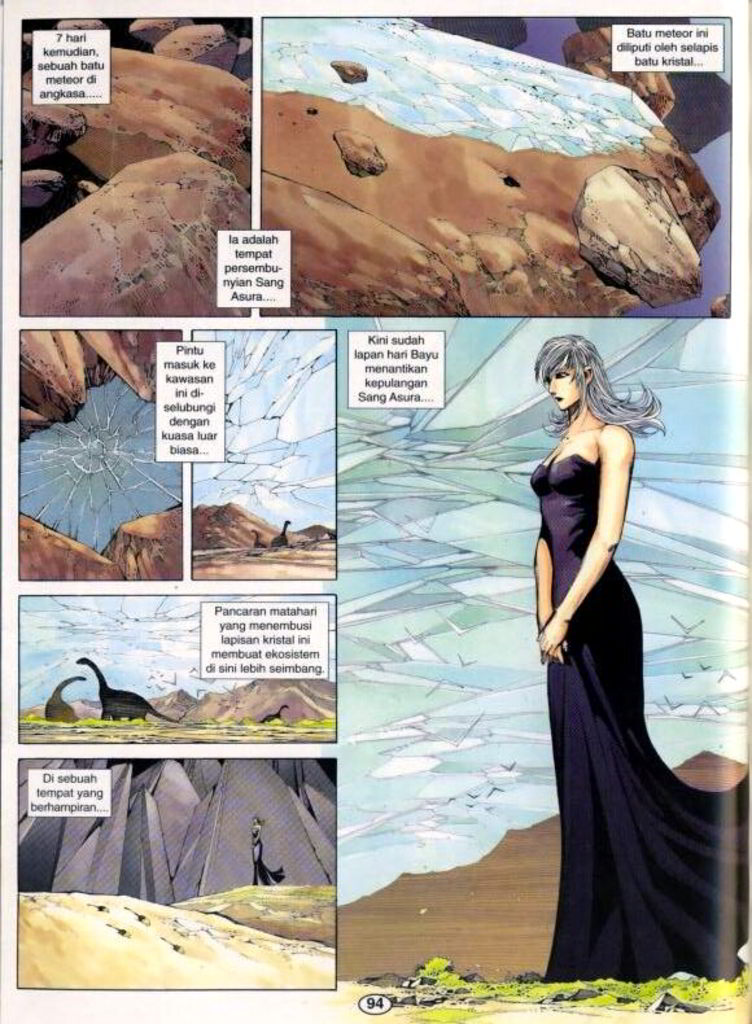 7 hari
kemudian,
sebuah batu
meteor di
angkasa.....
Batu meteor ini
diliputi oleh selapis
batu kristal...
Ia adalah
tempat
persembu-
nyian Sang
Asura....
Pintu
masuk ke
kawasan
ini di-
selubungi
dengan
kuasa luar
biasa...
Kini sudah
lapan hari Bayu
menantikan
kepulangan
Sang Asura....
Pancaran matahari
yang menembusi
lapisan kristal ini
membuat ekosistem
di sini lebih seimbang.
Di sebuah
tempat yang
berhampiran....
94